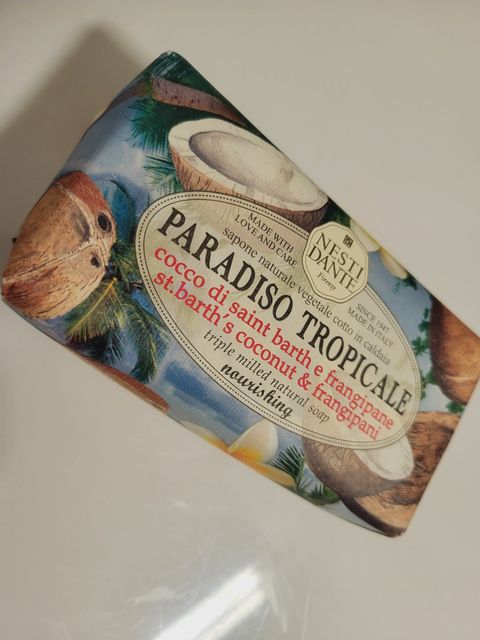 MADE WITH
LOVE AND CARE
NESTI
DANTE
Firenze
SINCE 1947
MADE IN ITALY
sapone naturale vegetale cotto in caldaia
PARADISO TROPICALE
cocco di saint barth e frangipane
st.barth's coconut & frangipani
triple milled natural soap
nourishing